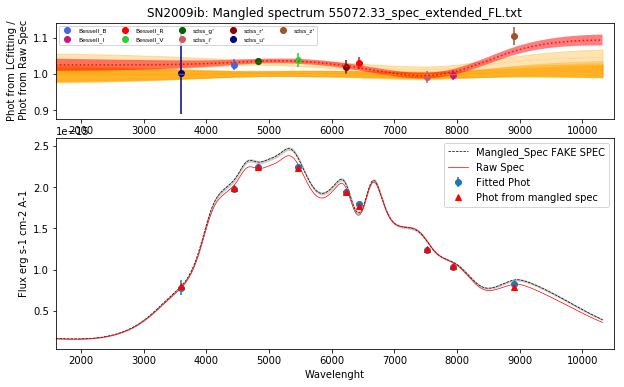 SN2009ib: Mangled spectrum 55072.33_spec_extended_FL.txt
Phot from LCfitting /
Phot from Raw Spec
1.1
1.0
0.9
Bessell_B
Bessell_R
sdss_g'
sdss_r'
sdss_z'
Bessell_I
Bessell_V
sdss_i'
sdss_u'
2000 3000 4000 5000 6000 7000 8000 9000 10000
Flux erg s-1 cm-2 A-1
2.5
2.0
1.5
1.0
0.5
Mangled_Spec FAKE SPEC
Raw Spec
Fitted Phot
Phot from mangled spec
2000 3000 4000 5000 6000 7000 8000 9000 10000
Wavelenght